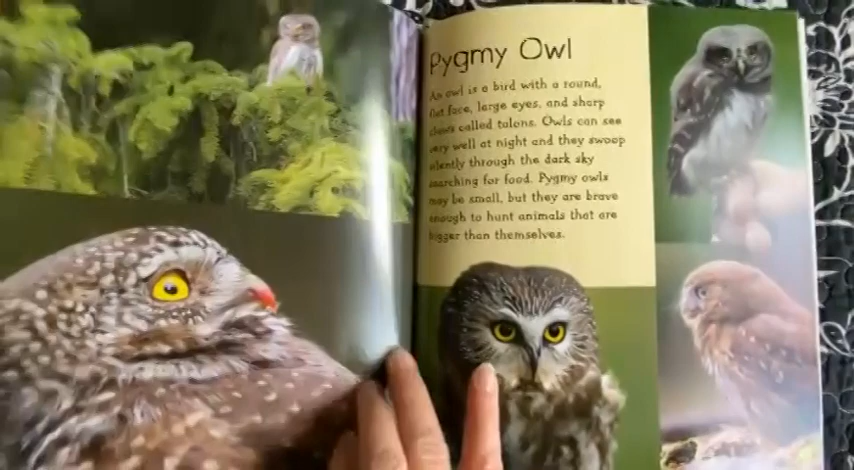 Pygmy Owl
An owl is a bird with a round,
flat face, large eyes, and sharp
claws called talons. Owls can see
very well at night and they swoop
silently through the dark sky
searching for food. Pygmy owls
may be small, but they are brave
enough to hunt animals that are
bigger than themselves.